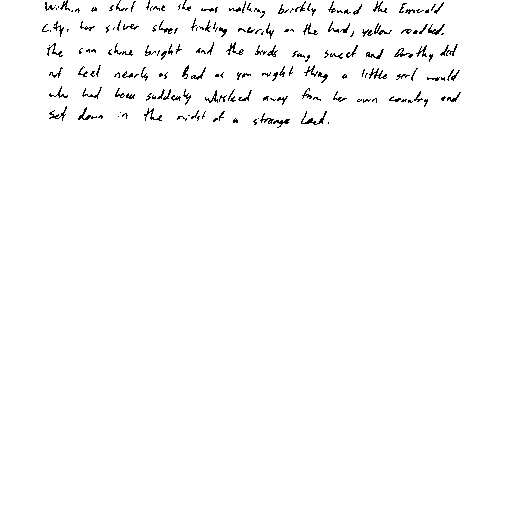 Within a short time she was walking briskly toward the Emerald
City, her silver shoes tinkling merrily on the hard, yellow roadbed.
The sun shone bright and the birds sang sweet and Dorothy did
not feel nearly as bad as you might thing a little girl would
who had been suddenly whisked away from her own country and
set down in the midst of a strange land.